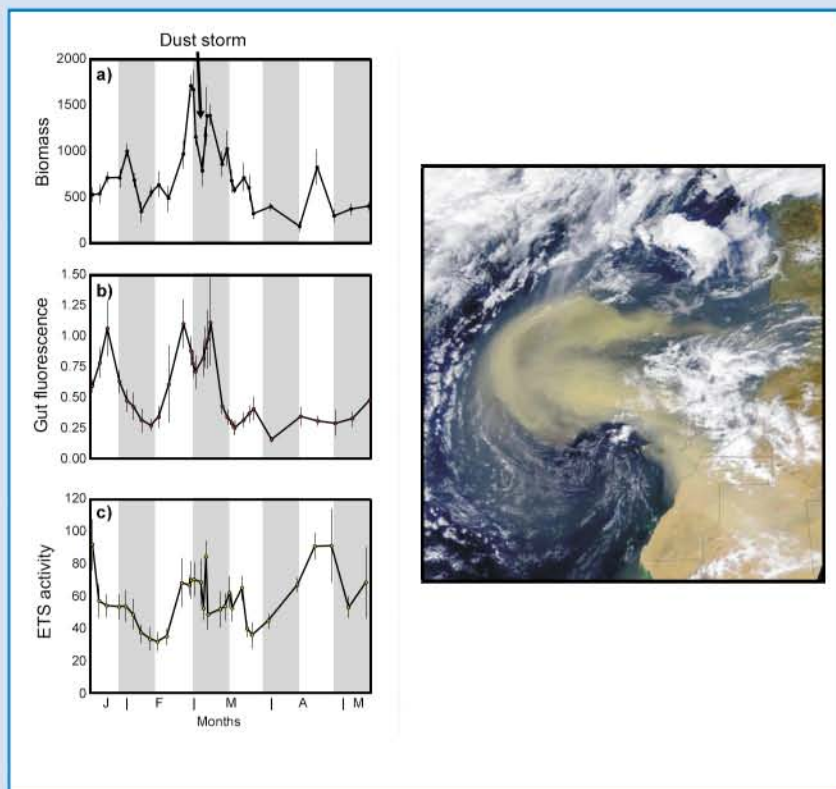 Dust storm
a)
2000
1500
1000
500
0
Biomass
b)
1.50
1.25
1.00
0.75
0.50
0.25
0.00
Gut fluorescence
c)
120
100
80
60
40
20
0
ETS activity
J | F | M | A | M
Months